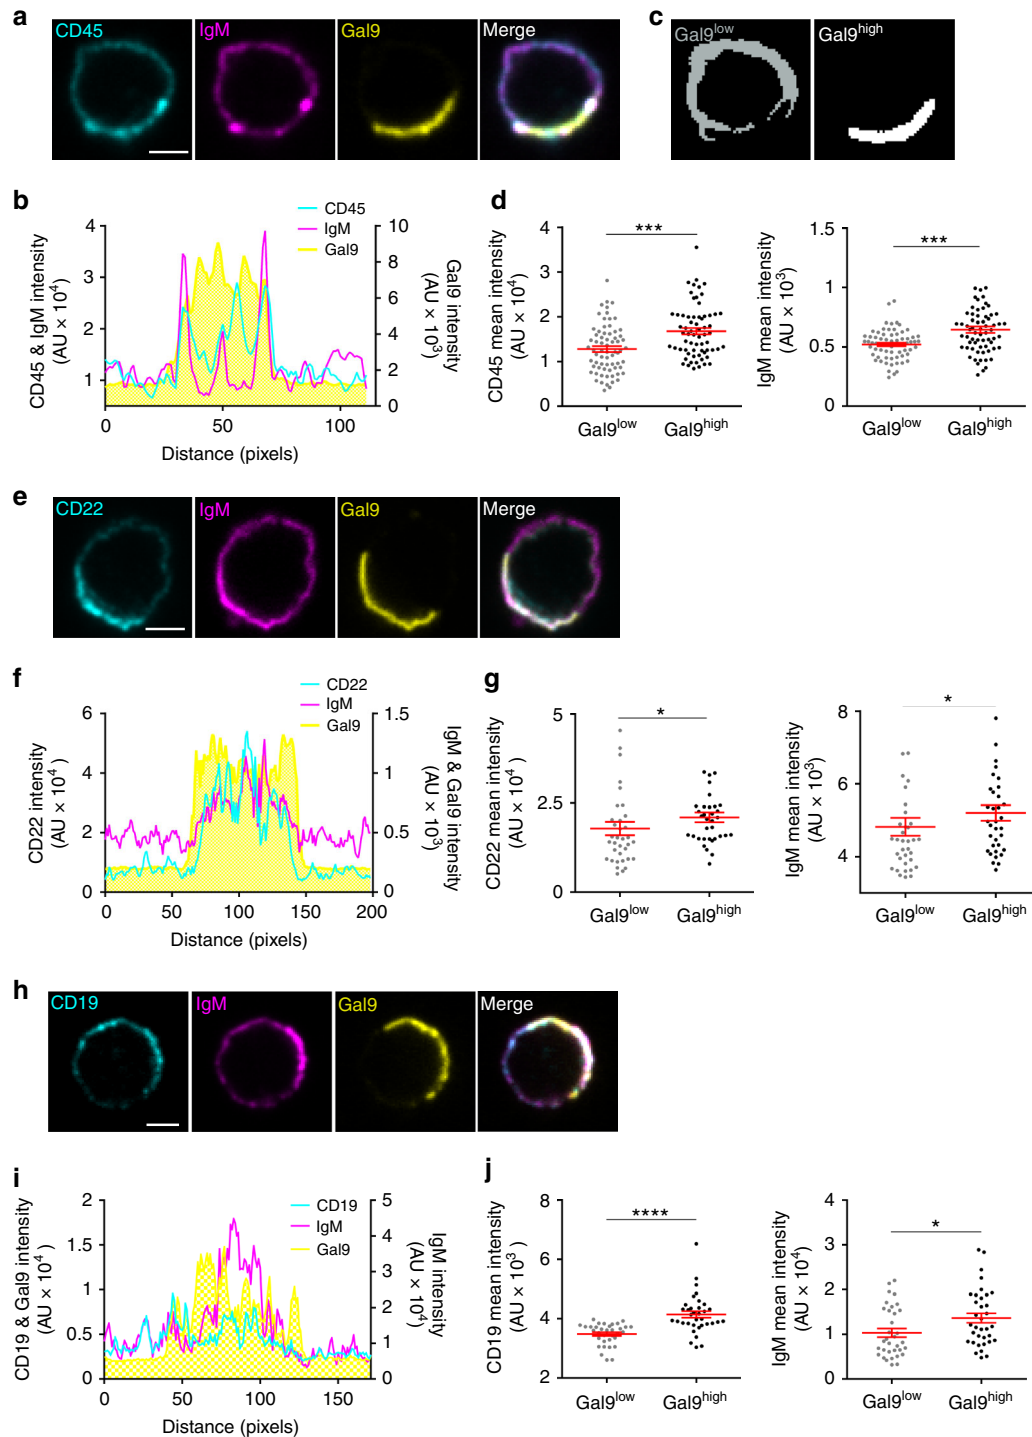 a
CD45
IgM
Gal9
Merge
c
Gal9low
Gal9high
b
CD45
IgM
Gal9
CD45 & IgM intensity
(AU × 10⁴)
4
3
2
1
10
8
6
4
2
0
Gal9 intensity
(AU × 10³)
0 50 100
Distance (pixels)
d
CD45 mean intensity
(AU × 10⁴)
4
3
2
1
0
***
Gal9low Gal9high
IgM mean intensity
(AU × 10³)
1.5
1
0.5
0
***
Gal9low Gal9high
e
CD22
IgM
Gal9
Merge
f
CD22
IgM
Gal9
CD22 intensity
(AU × 10⁴)
6
4
2
0
1.5
1
0.5
0
IgM & Gal9 intensity
(AU × 10³)
0 50 100 150 200
Distance (pixels)
g
CD22 mean intensity
(AU × 10⁴)
5
2.5
0
*
Gal9low Gal9high
IgM mean intensity
(AU × 10³)
8
6
4
*
Gal9low Gal9high
h
CD19
IgM
Gal9
Merge
i
CD19
IgM
Gal9
CD19 & Gal9 intensity
(AU × 10⁴)
2
1.5
1
0.5
0
5
4
3
2
1
0
IgM intensity
(AU × 10⁴)
0 50 100 150
Distance (pixels)
j
CD19 mean intensity
(AU × 10³)
8
6
4
2
****
Gal9low Gal9high
IgM mean intensity
(AU × 10⁴)
4
3
2
1
0
*
Gal9low Gal9high